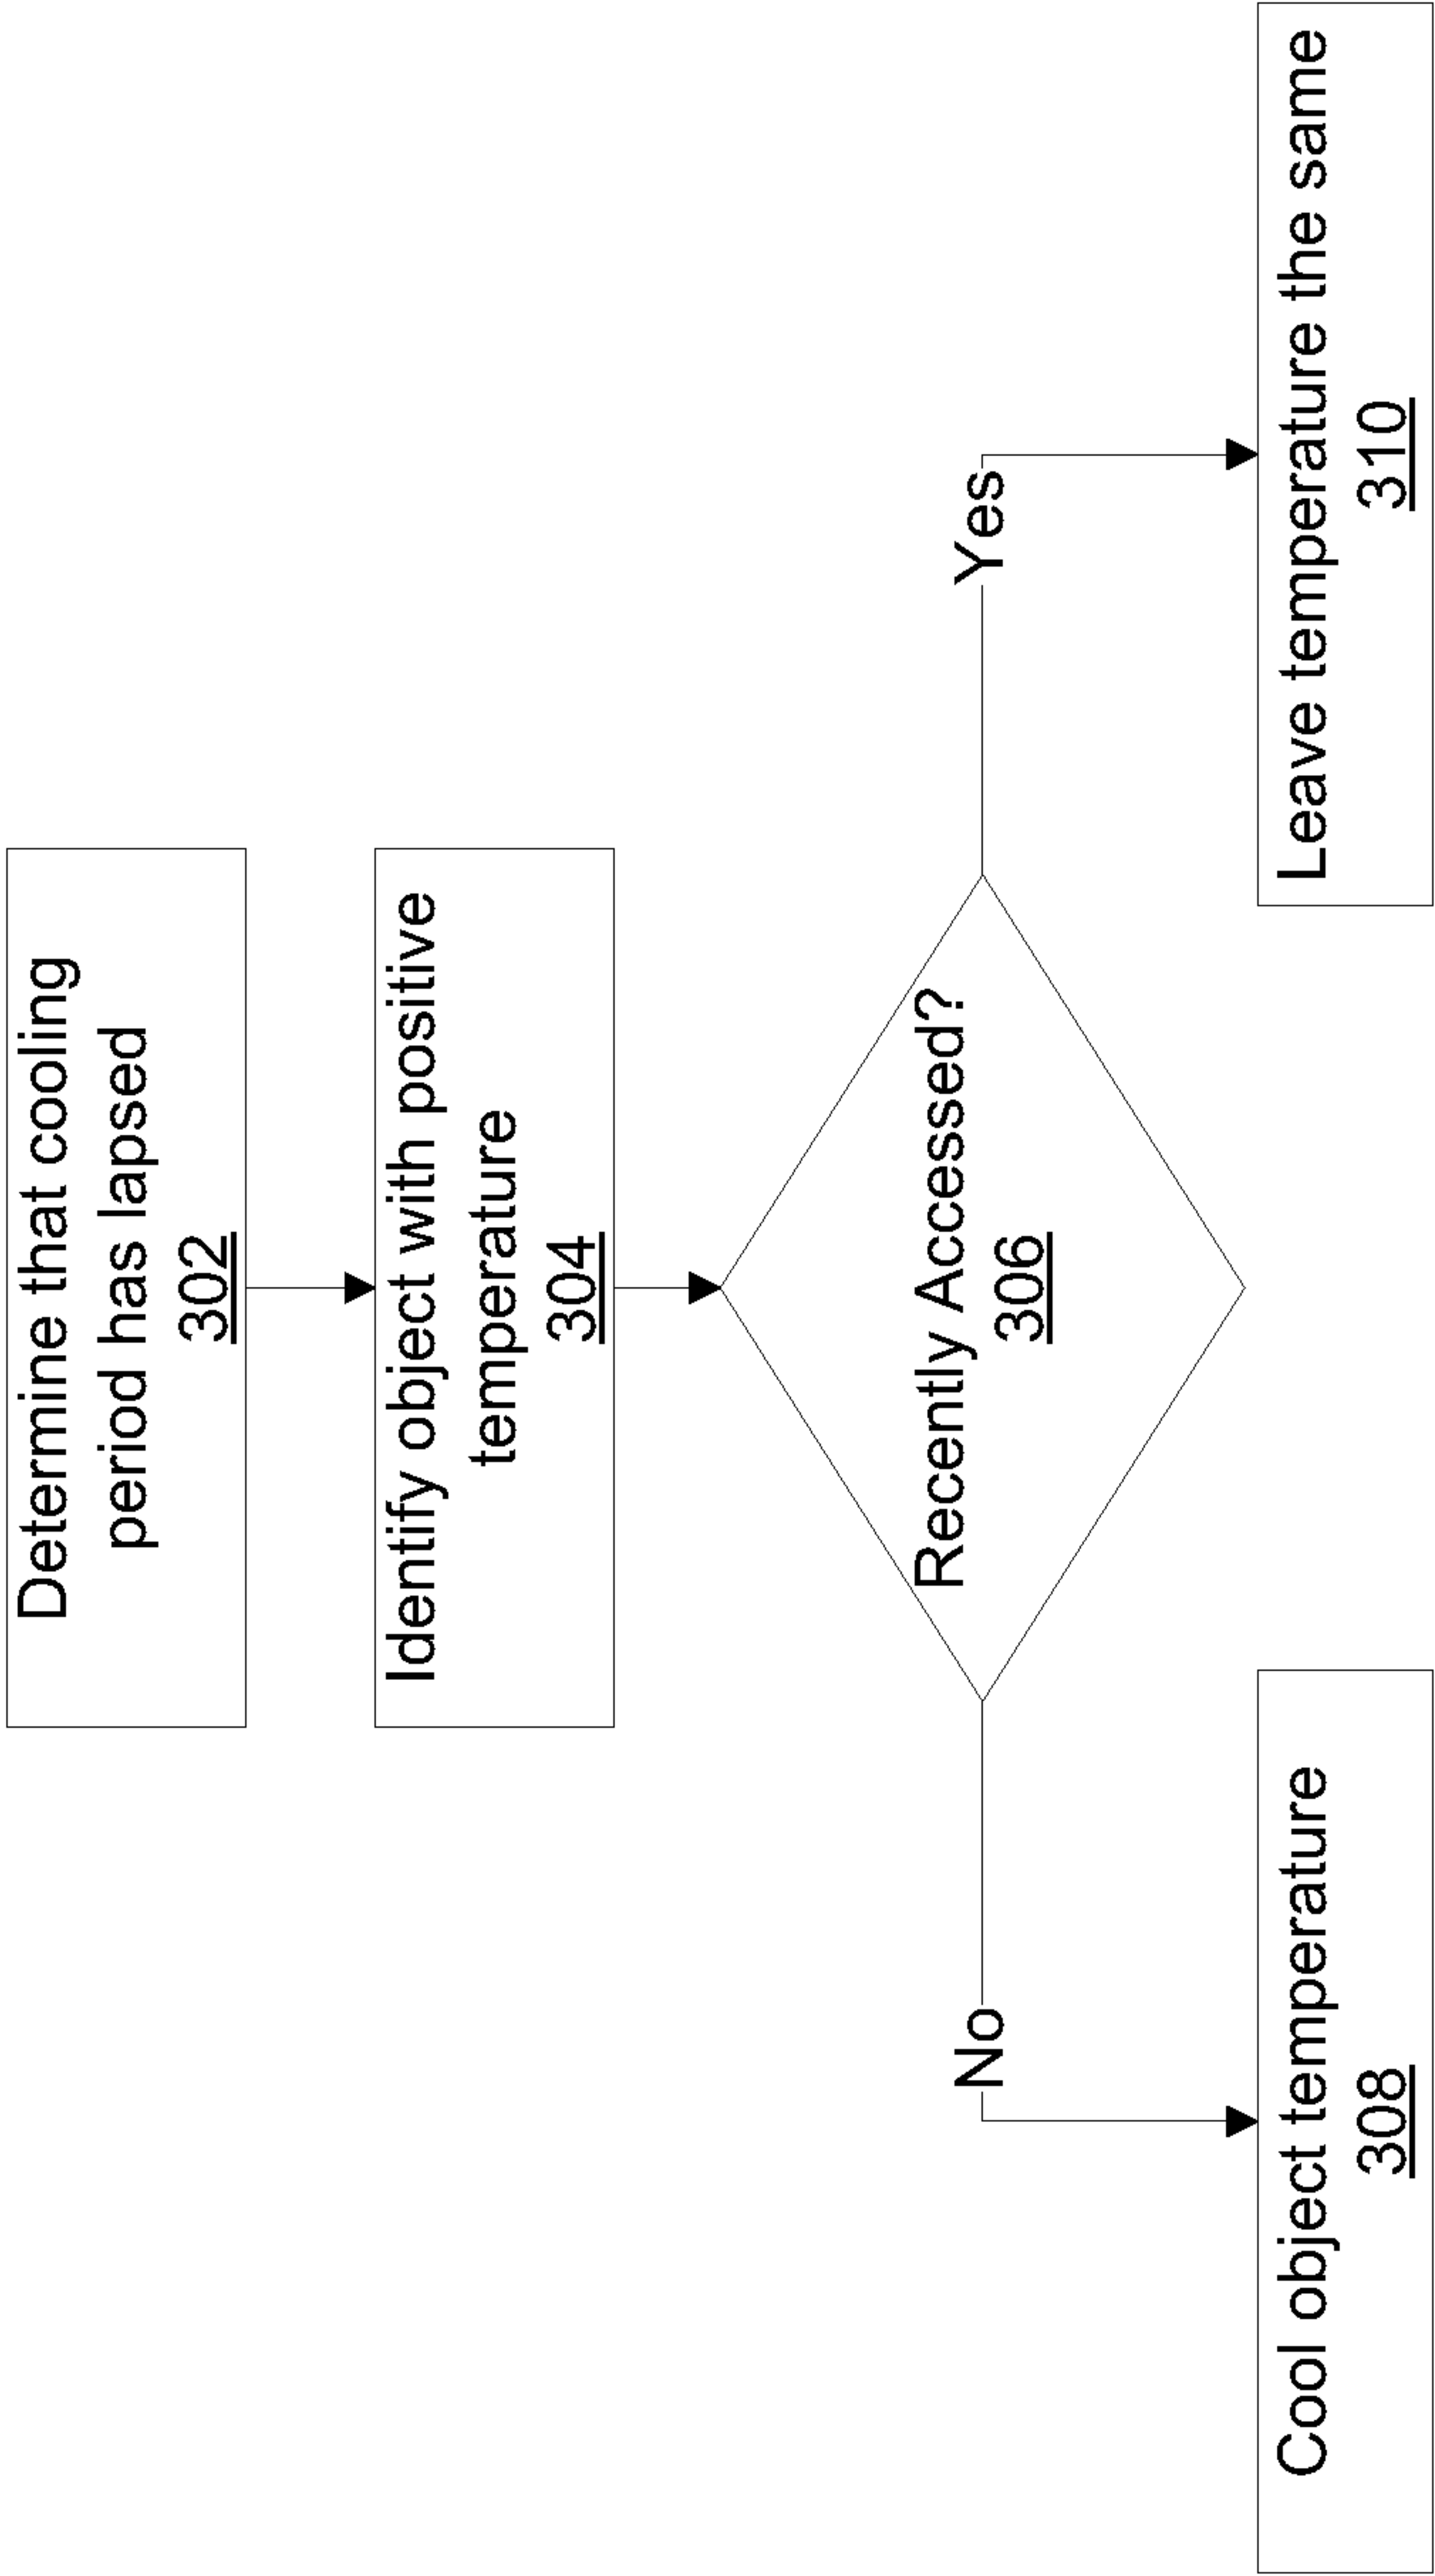 Determine that cooling
period has lapsed
302
Identify object with positive
temperature
304
Recently Accessed?
306
No
Yes
Cool object temperature
308
Leave temperature the same
310